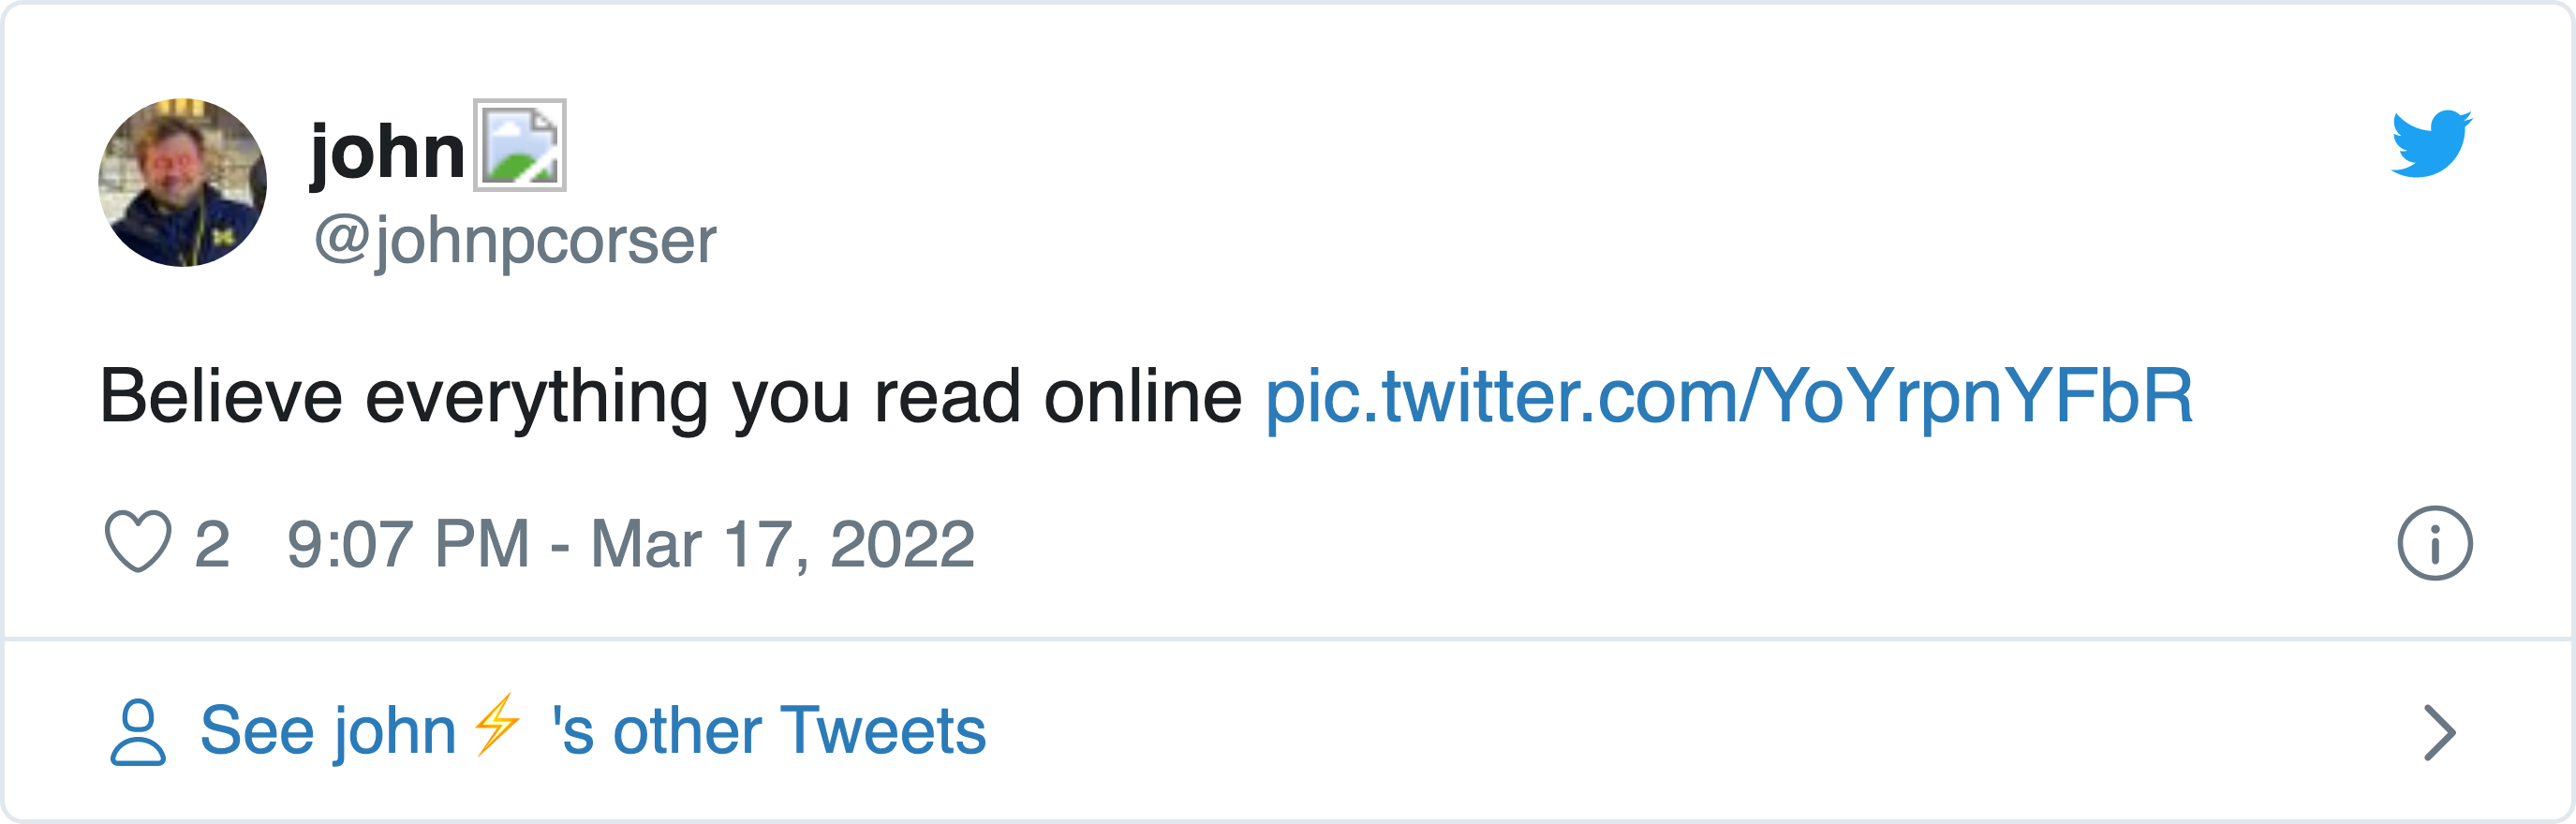 john
@johnpcorser
Believe everything you read online pic.twitter.com/YoYrpnYFbR
2 9:07 PM - Mar 17, 2022
See john⚡ 's other Tweets